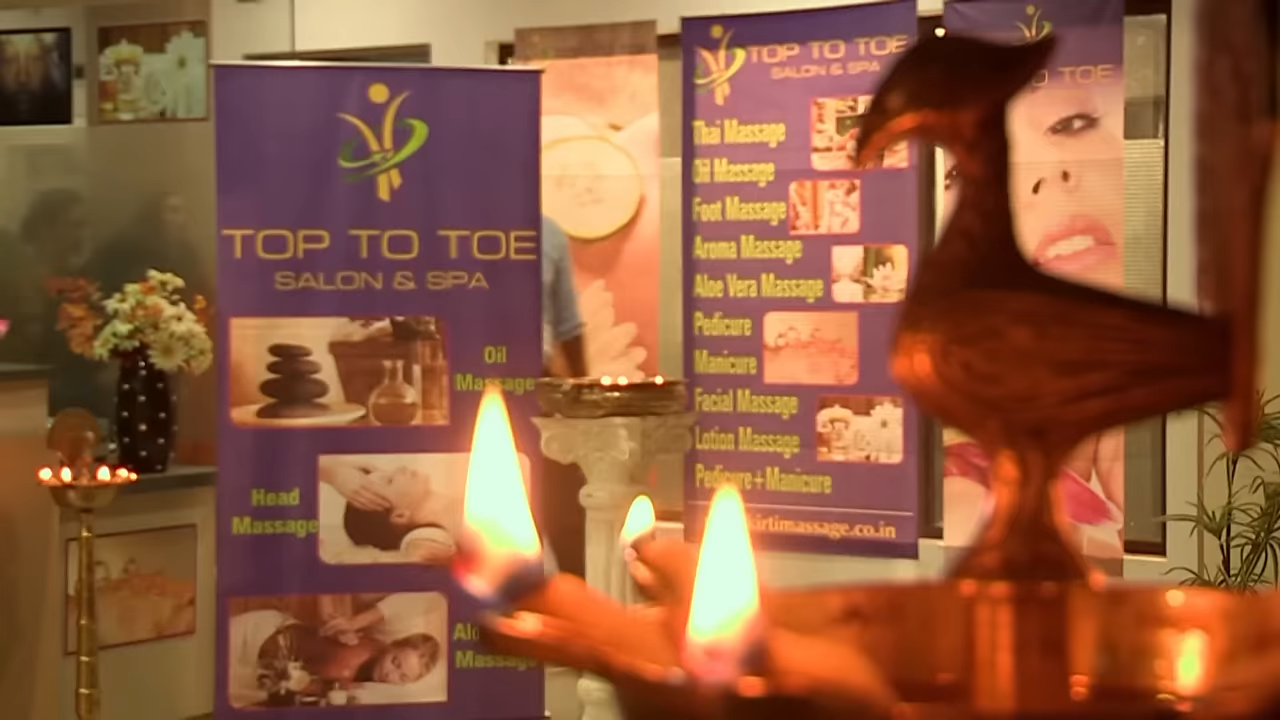 TOP TO TOE
SALON & SPA
Oil
Massage
Head
Massage
Massage
TOP TO TOE
SALON & SPA
Thai Massage
Oil Massage
Foot Massage
Aroma Massage
Aloe Vera Massage
Pedicure
Manicure
Facial Massage
Lotion Massage
Pedicure+Manicure
kirtimassage.co.in
TOE